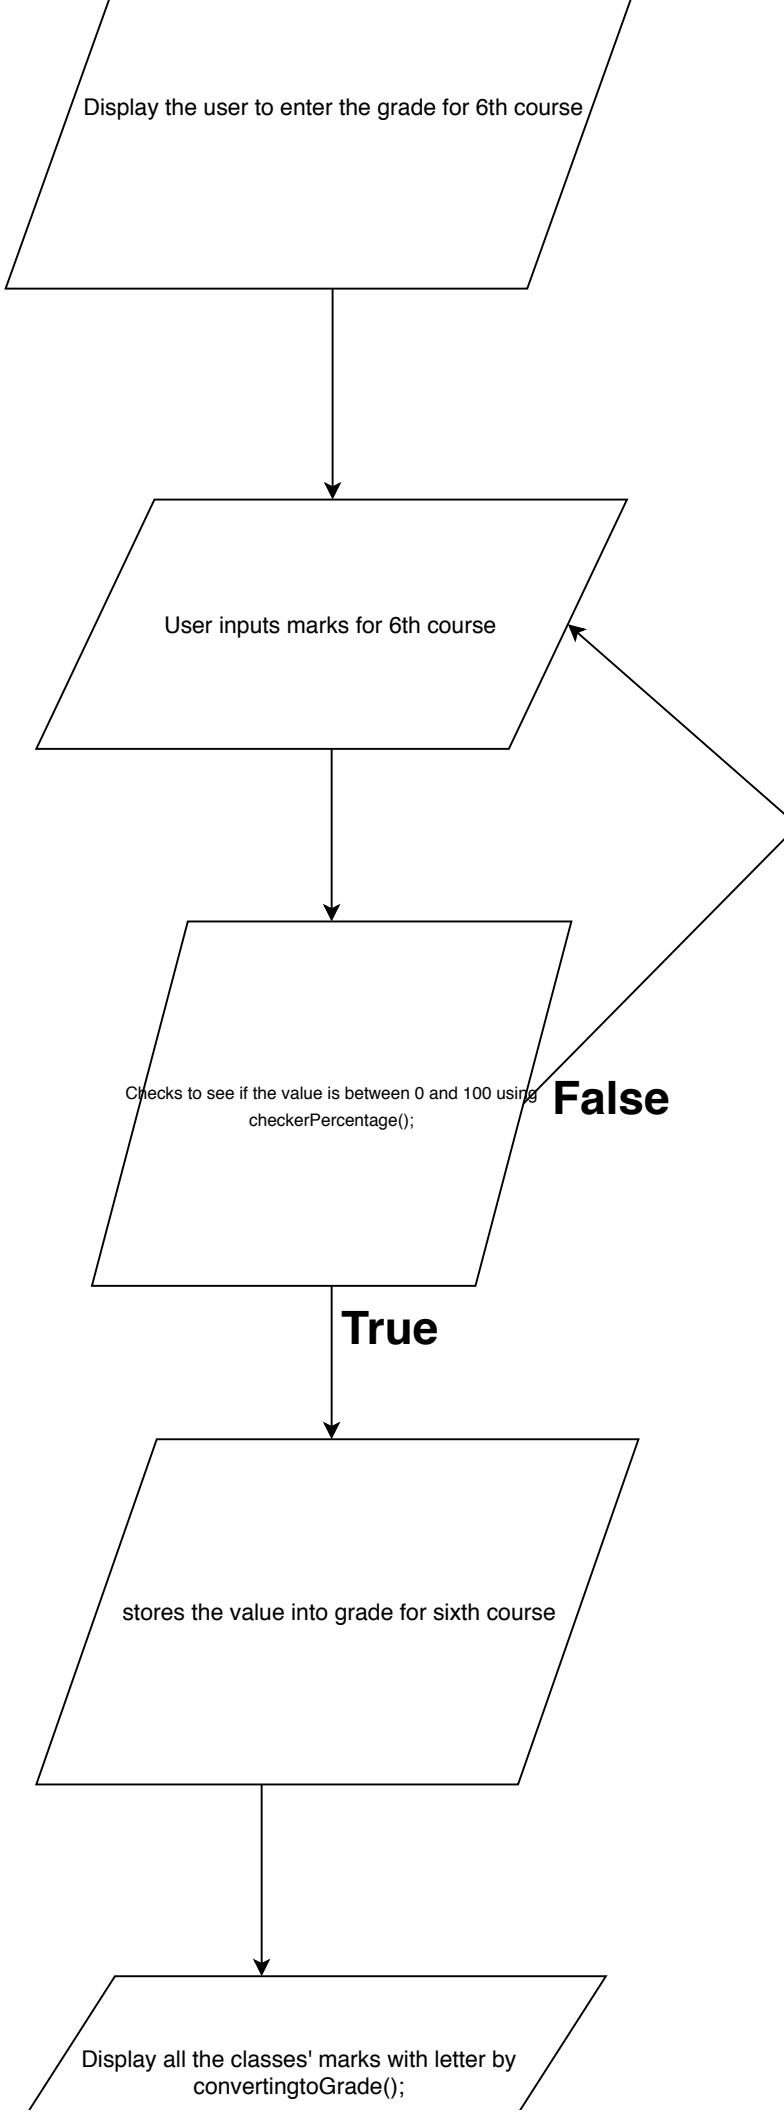 Display the user to enter the grade for 6th course
User inputs marks for 6th course
Checks to see if the value is between 0 and 100 using
checkerPercentage();
False
True
stores the value into grade for sixth course
Display all the classes' marks with letter by
convertingtoGrade();